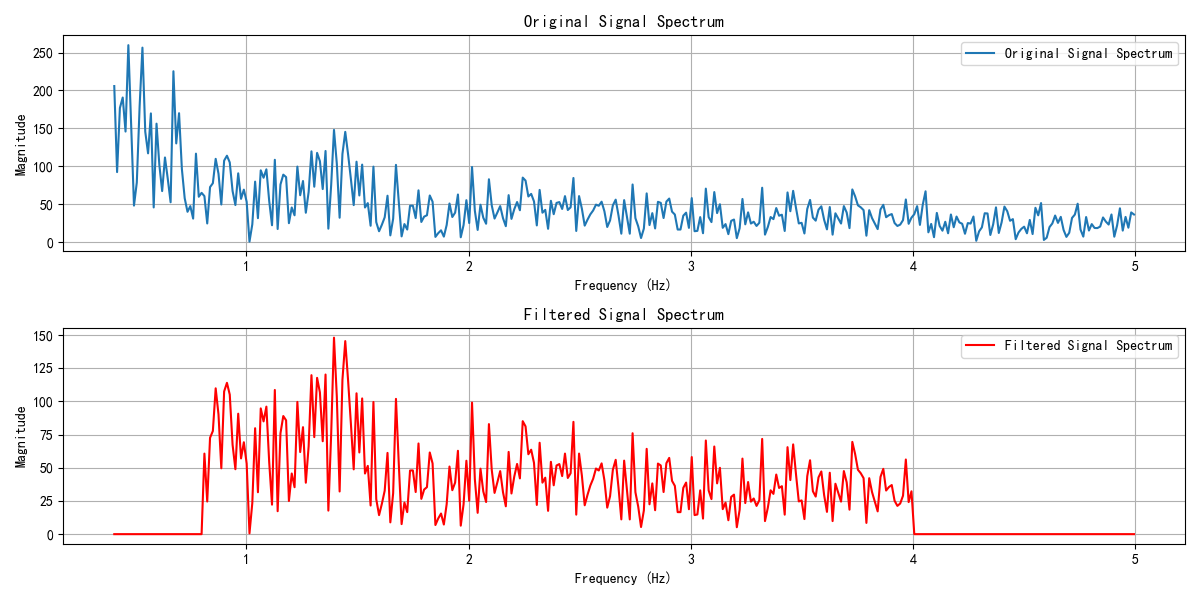 Original Signal Spectrum
Original Signal Spectrum
250
200
150
100
50
0
Magnitude
1
2
3
4
5
Frequency (Hz)
Filtered Signal Spectrum
Filtered Signal Spectrum
150
125
100
75
50
25
0
Magnitude
1
2
3
4
5
Frequency (Hz)